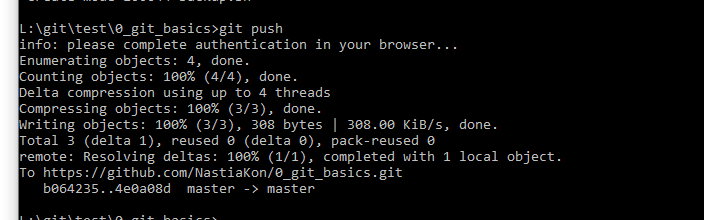 L:\git\test\0_git_basics>git push
info: please complete authentication in your browser...
Enumerating objects: 4, done.
Counting objects: 100% (4/4), done.
Delta compression using up to 4 threads
Compressing objects: 100% (3/3), done.
Writing objects: 100% (3/3), 308 bytes | 308.00 KiB/s, done.
Total 3 (delta 1), reused 0 (delta 0), pack-reused 0
remote: Resolving deltas: 100% (1/1), completed with 1 local object.
To https://github.com/NastiaKon/0_git_basics.git
   b064235..4e0a08d  master -> master
L:\git\test\0_git_basics>